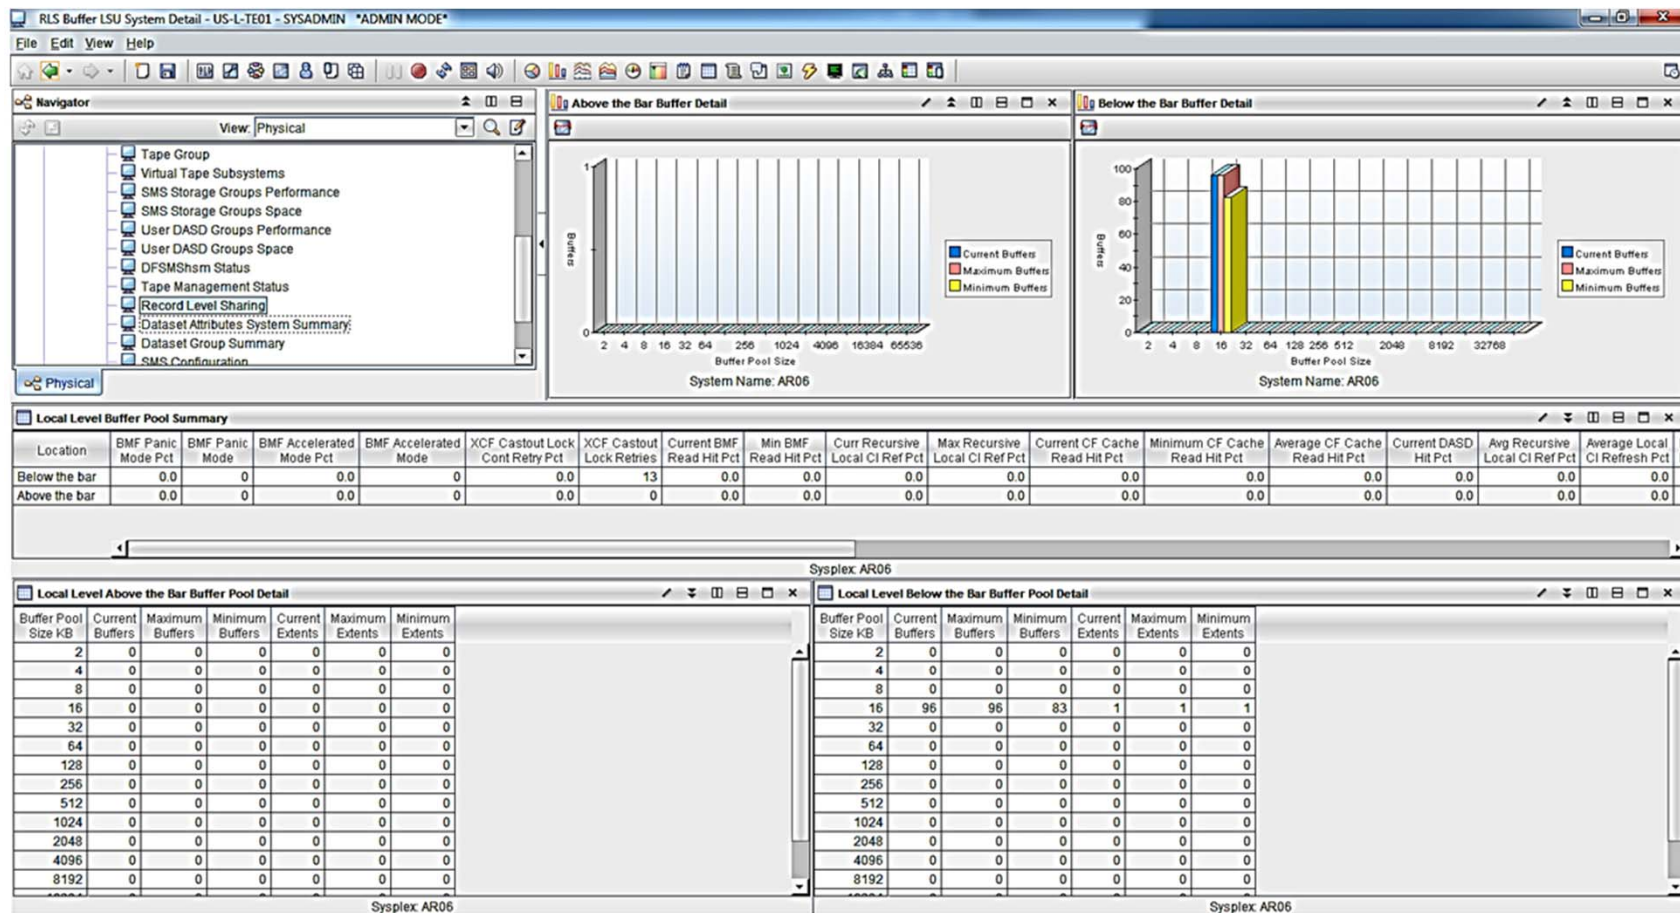 RLS Buffer LSU System Detail - US-L-TE01 - SYSADMIN *ADMIN MODE*
File Edit View Help
Navigator
View: Physical
Tape Group
Virtual Tape Subsystems
SMS Storage Groups Performance
SMS Storage Groups Space
User DASD Groups Performance
User DASD Groups Space
DFSMShsm Status
Tape Management Status
Record Level Sharing
Dataset Attributes System Summary
Dataset Group Summary
SMS Configuration
Physical
Above the Bar Buffer Detail
1
0
Buffers
2 4 8 16 32 64 256 1024 4096 16384 65536
Buffer Pool Size
System Name: AR06
Current Buffers
Maximum Buffers
Minimum Buffers
Below the Bar Buffer Detail
100
80
60
40
20
0
Buffers
2 4 8 16 32 64 128 256 512 2048 8192 32768
Buffer Pool Size
System Name: AR06
Current Buffers
Maximum Buffers
Minimum Buffers
Local Level Buffer Pool Summary
Location BMF Panic Mode Pct BMF Panic Mode BMF Accelerated Mode Pct BMF Accelerated Mode XCF Castout Lock Cont Retry Pct XCF Castout Lock Retries Current BMF Read Hit Pct Min BMF Read Hit Pct Curr Recursive Local CI Ref Pct Max Recursive Local CI Ref Pct Current CF Cache Read Hit Pct Minimum CF Cache Read Hit Pct Average CF Cache Read Hit Pct Current DASD Hit Pct Avg Recursive Local CI Ref Pct Average Local CI Refresh Pct
Below the bar 0.0 0 0.0 0 0.0 13 0.0 0.0 0.0 0.0 0.0 0.0 0.0 0.0 0.0 0.0
Above the bar 0.0 0 0.0 0 0.0 0 0.0 0.0 0.0 0.0 0.0 0.0 0.0 0.0 0.0 0.0
Sysplex: AR06
Local Level Above the Bar Buffer Pool Detail
Buffer Pool Size KB Current Buffers Maximum Buffers Minimum Buffers Current Extents Maximum Extents Minimum Extents
2 0 0 0 0 0 0
4 0 0 0 0 0 0
8 0 0 0 0 0 0
16 0 0 0 0 0 0
32 0 0 0 0 0 0
64 0 0 0 0 0 0
128 0 0 0 0 0 0
256 0 0 0 0 0 0
512 0 0 0 0 0 0
1024 0 0 0 0 0 0
2048 0 0 0 0 0 0
4096 0 0 0 0 0 0
8192 0 0 0 0 0 0
Sysplex: AR06
Local Level Below the Bar Buffer Pool Detail
Buffer Pool Size KB Current Buffers Maximum Buffers Minimum Buffers Current Extents Maximum Extents Minimum Extents
2 0 0 0 0 0 0
4 0 0 0 0 0 0
8 0 0 0 0 0 0
16 96 96 83 1 1 1
32 0 0 0 0 0 0
64 0 0 0 0 0 0
128 0 0 0 0 0 0
256 0 0 0 0 0 0
512 0 0 0 0 0 0
1024 0 0 0 0 0 0
2048 0 0 0 0 0 0
4096 0 0 0 0 0 0
8192 0 0 0 0 0 0
Sysplex: AR06